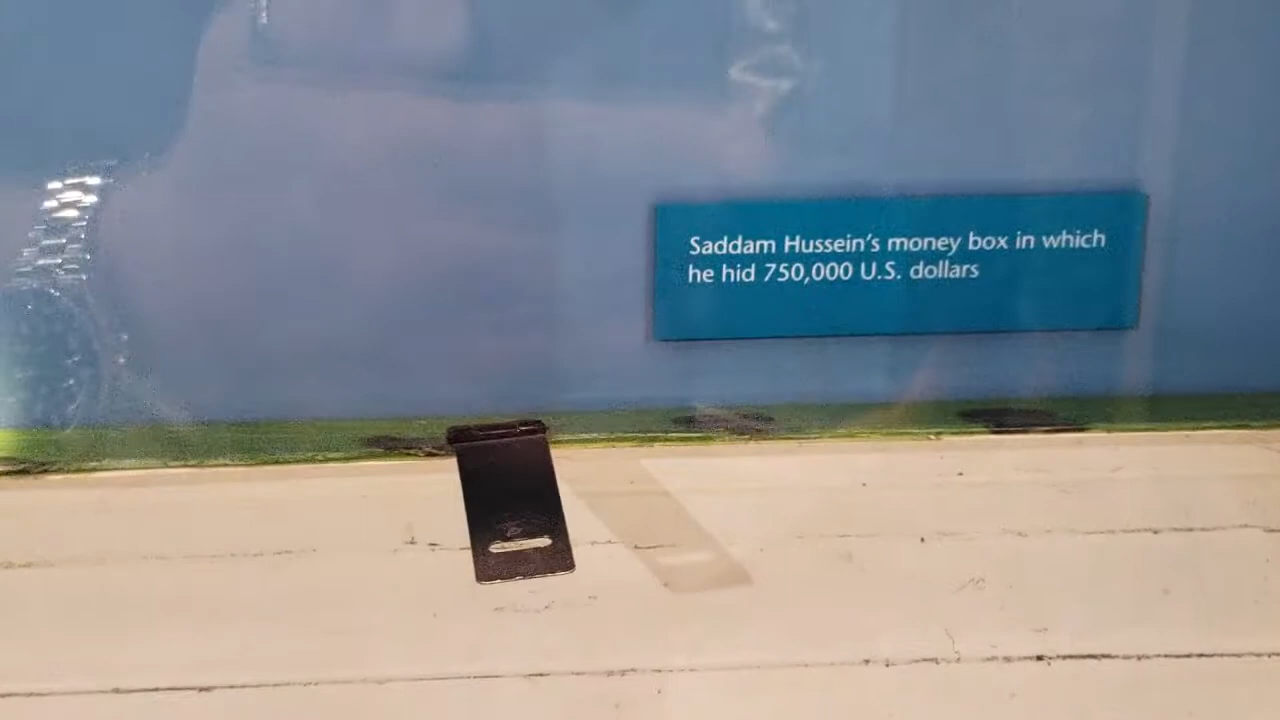 Saddam Hussein's money box in which
he hid 750,000 U.S. dollars